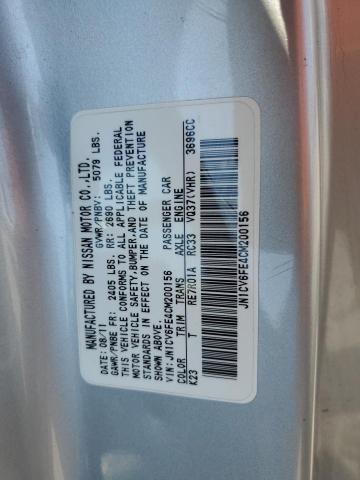 MANUFACTURED BY NISSAN MOTOR CO.,LTD.
DATE: 08/11 GVWR/PNBV: 5079 LBS.
GAWR/PNBE FR: 2405 LBS. RR: 2690 LBS.
THIS VEHICLE CONFORMS TO ALL APPLICABLE FEDERAL
MOTOR VEHICLE SAFETY,BUMPER,AND THEFT PREVENTION
STANDARDS IN EFFECT ON THE DATE OF MANUFACTURE
SHOWN ABOVE.
VIN: JN1CV6FE4CM200156 PASSENGER CAR
COLOR TRIM TRANS AXLE ENGINE
K23 T RE7R01A RC33 VQ37(VHR) 3696CC
JN1CV6FE4CM200156